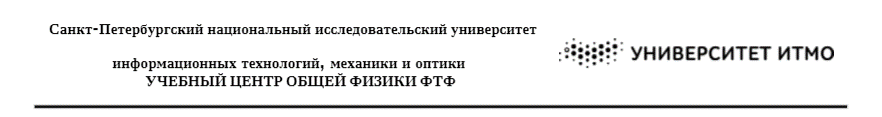 Санкт-Петербургский национальный исследовательский университет
информационных технологий, механики и оптики
УЧЕБНЫЙ ЦЕНТР ОБЩЕЙ ФИЗИКИ ФТФ
УНИВЕРСИТЕТ ИТМО